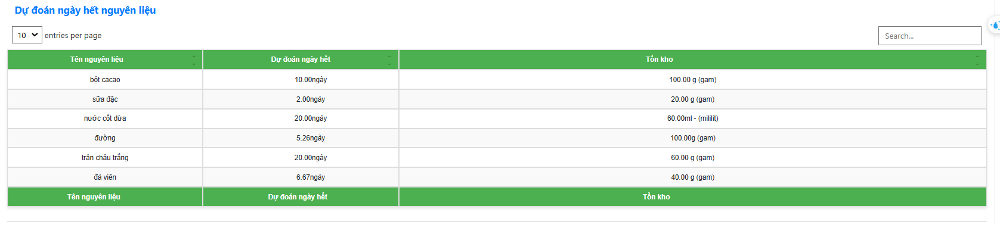 Dự đoán ngày hết nguyên liệu
10 entries per page
Search...
Tên nguyên liệu Dự đoán ngày hết Tồn kho
bột cacao 10.00ngày 100.00 g (gam)
sữa đặc 2.00ngày 20.00 g (gam)
nước cốt dừa 20.00ngày 60.00ml - (mililit)
đường 5.26ngày 100.00g (gam)
trân châu trắng 20.00ngày 60.00 g (gam)
đá viên 6.67ngày 40.00 g (gam)
Tên nguyên liệu Dự đoán ngày hết Tồn kho